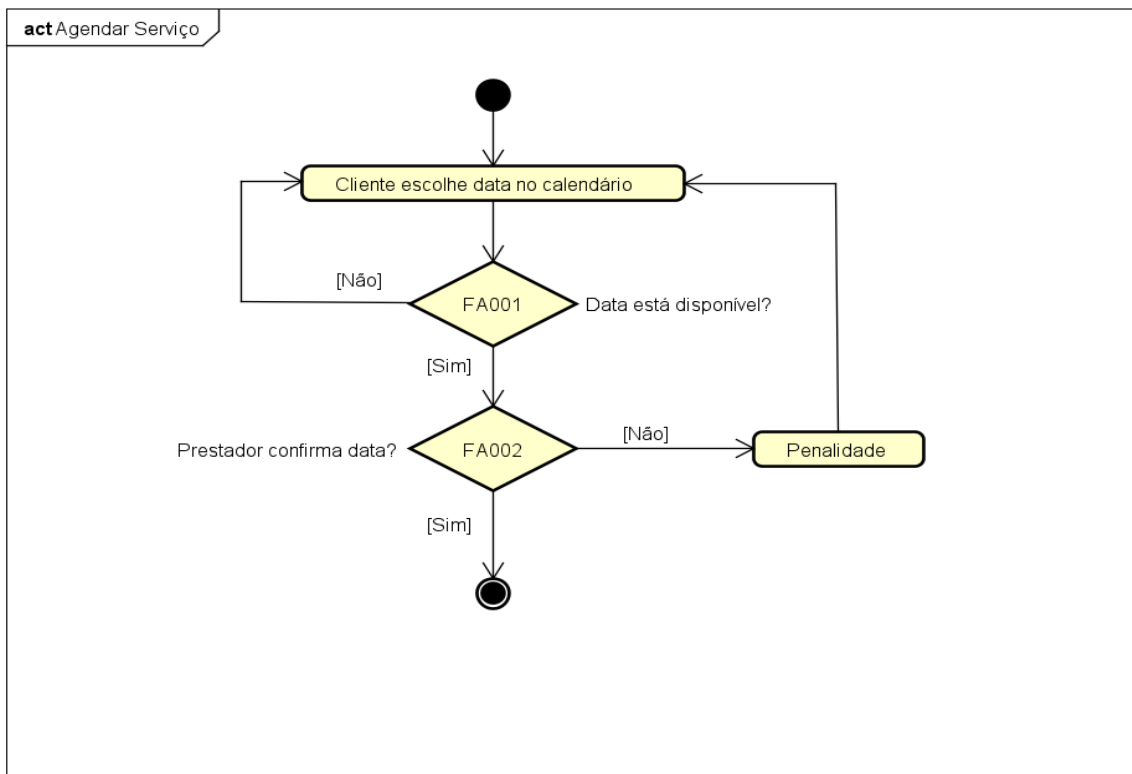 act Agendar Serviço
Cliente escolhe data no calendário
[Não]
FA001
Data está disponível?
[Sim]
Prestador confirma data?
FA002
[Não]
Penalidade
[Sim]